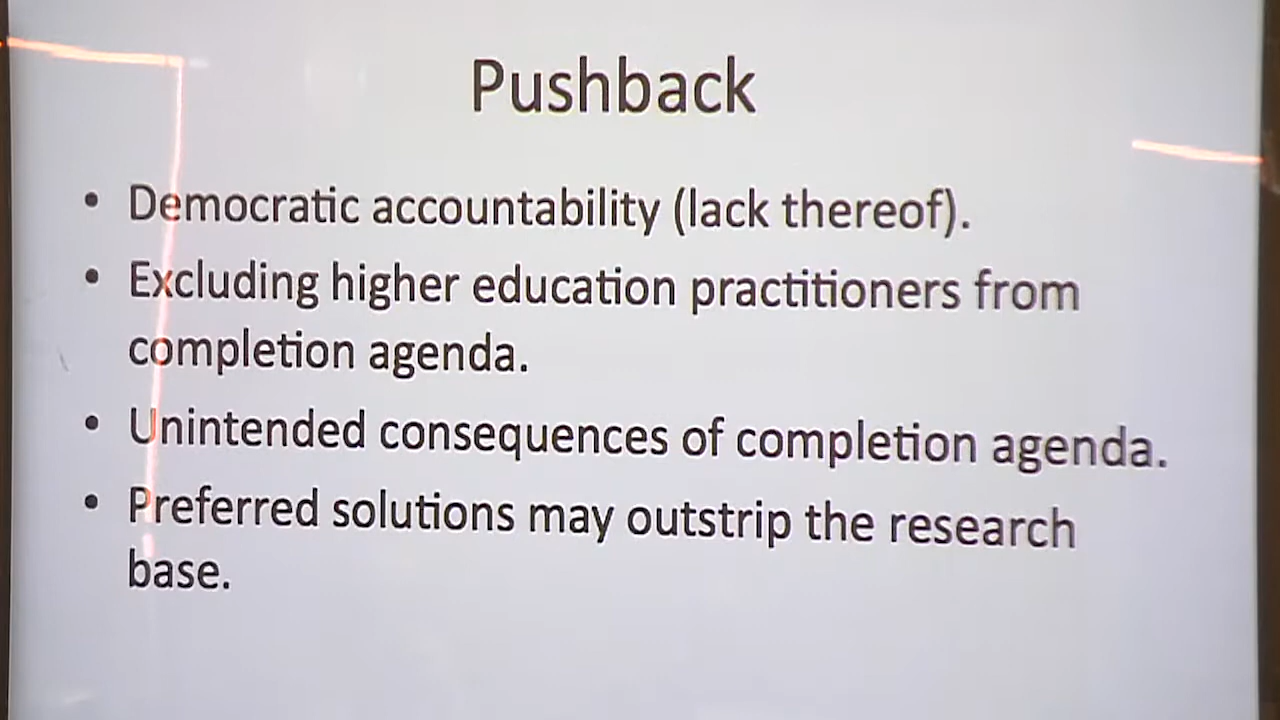 Pushback
• Democratic accountability (lack thereof).
• Excluding higher education practitioners from
completion agenda.
• Unintended consequences of completion agenda.
• Preferred solutions may outstrip the research
base.